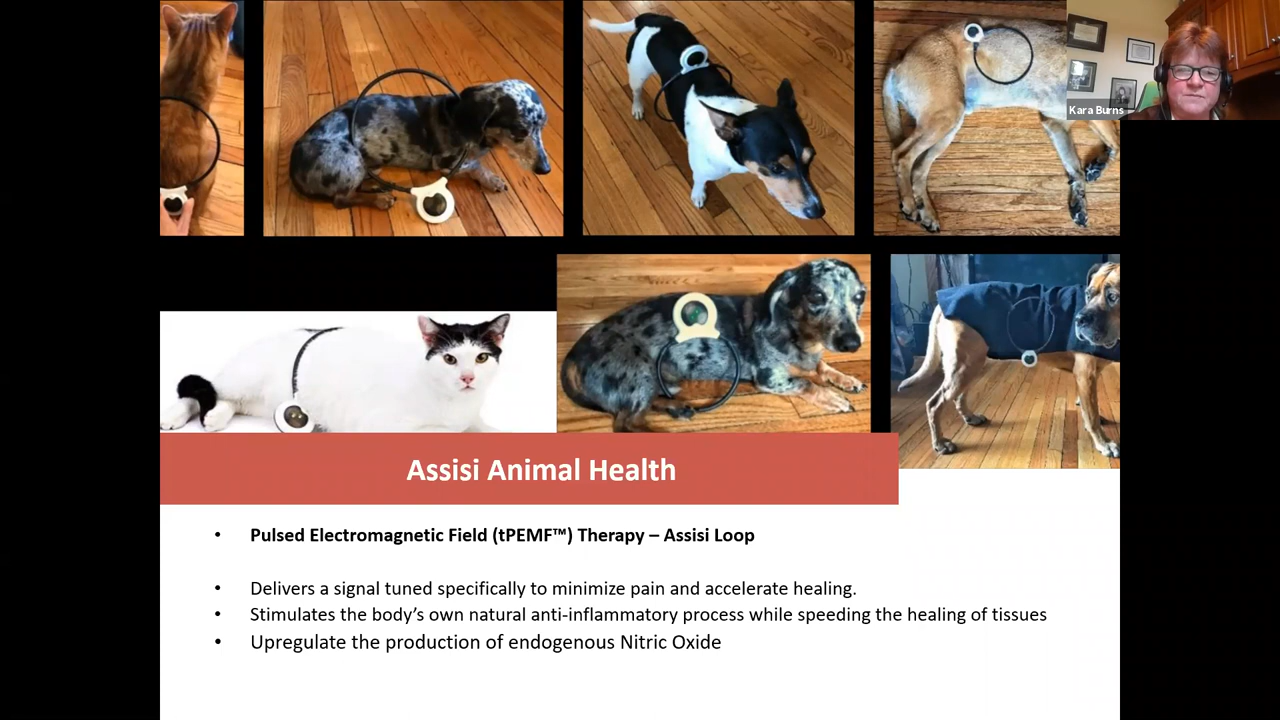 Kara Burns
Assisi Animal Health
• Pulsed Electromagnetic Field (tPEMF™) Therapy – Assisi Loop
• Delivers a signal tuned specifically to minimize pain and accelerate healing.
• Stimulates the body’s own natural anti-inflammatory process while speeding the healing of tissues
• Upregulate the production of endogenous Nitric Oxide